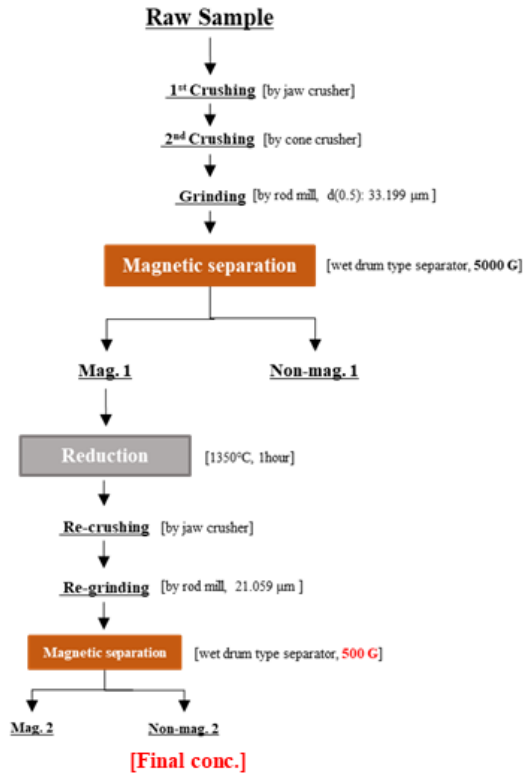 Raw Sample
1st Crushing [by jaw crusher]
2nd Crushing [by cone crusher]
Grinding [by rod mill, d(0.5): 33.199 μm ]
Magnetic separation [wet drum type separator, 5000 G]
Mag. 1 Non-mag. 1
Reduction [1350℃, 1hour]
Re-crushing [by jaw crusher]
Re-grinding [by rod mill, 21.059 μm ]
Magnetic separation [wet drum type separator, 500 G]
Mag. 2 Non-mag. 2
[Final conc.]